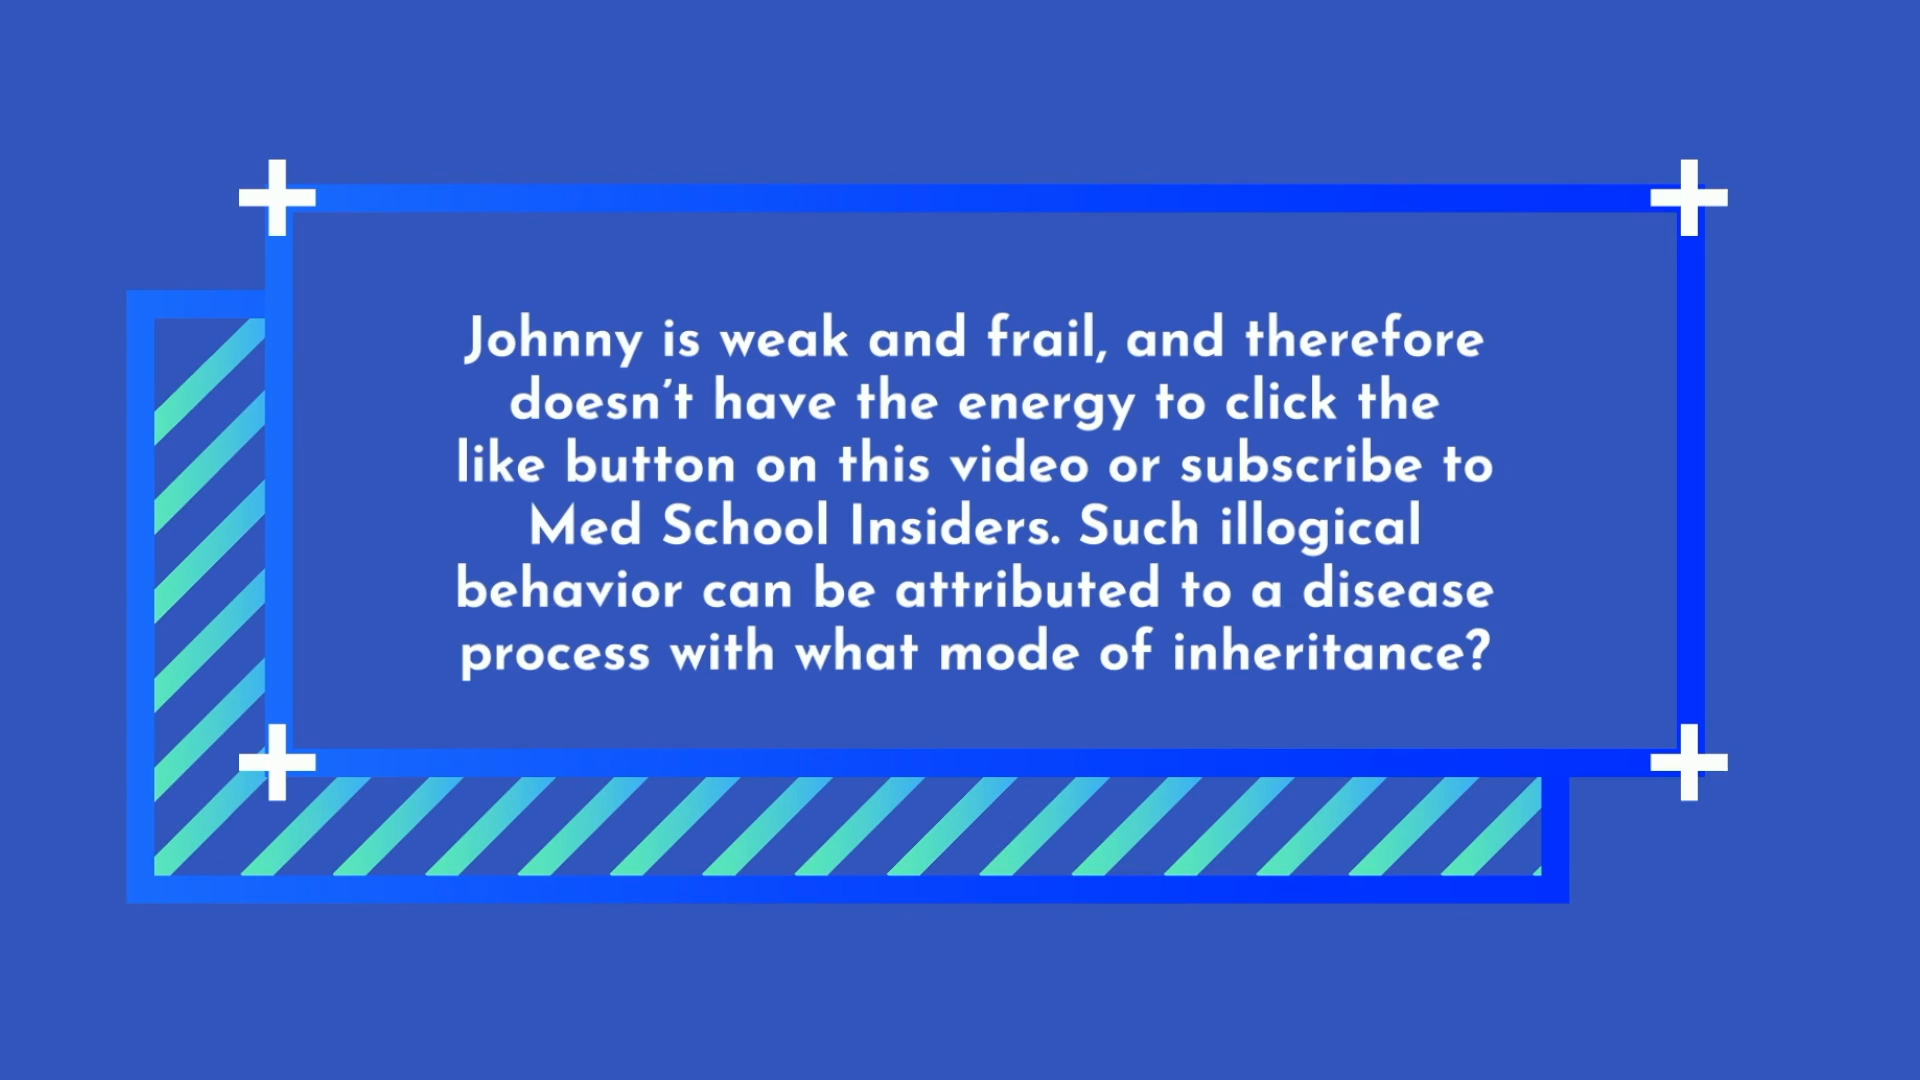 Johnny is weak and frail, and therefore
doesn’t have the energy to click the
like button on this video or subscribe to
Med School Insiders. Such illogical
behavior can be attributed to a disease
process with what mode of inheritance?